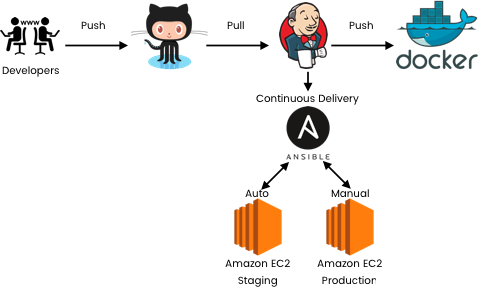 www
Push
Pull
Push
Developers
docker
Continuous Delivery
ANSIBLE
Auto
Manual
Amazon EC2
Staging
Amazon EC2
Production